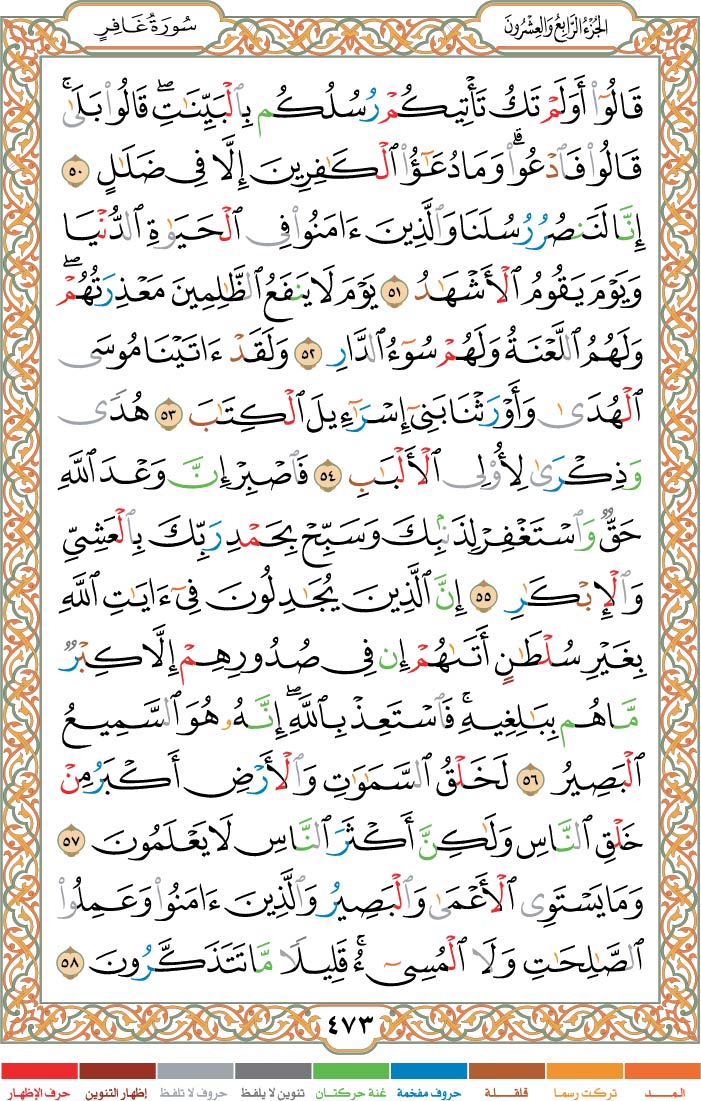 سُورَةُ غَافِرٍ
الجُزْءُ الرَّابِعُ وَالعِشْرُونَ
قَالُوٓا۟ أَوَلَمْ تَكُ تَأْتِيكُمْ رُسُلُكُم بِٱلْبَيِّنَٰتِ ۖ قَالُوا۟ بَلَىٰ ۚ
قَالُوا۟ فَٱدْعُوا۟ ۗ وَمَا دُعَٰٓؤُا۟ ٱلْكَٰفِرِينَ إِلَّا فِى ضَلَٰلٍ ٥٠
إِنَّا لَنَنصُرُ رُسُلَنَا وَٱلَّذِينَ ءَامَنُوا۟ فِى ٱلْحَيَوٰةِ ٱلدُّنْيَا
وَيَوْمَ يَقُومُ ٱلْأَشْهَٰدُ ٥١ يَوْمَ لَا يَنفَعُ ٱلظَّٰلِمِينَ مَعْذِرَتُهُمْ ۖ
وَلَهُمُ ٱللَّعْنَةُ وَلَهُمْ سُوٓءُ ٱلدَّارِ ٥٢ وَلَقَدْ ءَاتَيْنَا مُوسَى
ٱلْهُدَىٰ وَأَوْرَثْنَا بَنِىٓ إِسْرَٰٓءِيلَ ٱلْكِتَٰبَ ٥٣ هُدًى
وَذِكْرَىٰ لِأُو۟لِى ٱلْأَلْبَٰبِ ٥٤ فَٱصْبِرْ إِنَّ وَعْدَ ٱللَّهِ
حَقٌّ وَٱسْتَغْفِرْ لِذَنۢبِكَ وَسَبِّحْ بِحَمْدِ رَبِّكَ بِٱلْعَشِىِّ
وَٱلْإِبْكَٰرِ ٥٥ إِنَّ ٱلَّذِينَ يُجَٰدِلُونَ فِىٓ ءَايَٰتِ ٱللَّهِ
بِغَيْرِ سُلْطَٰنٍ أَتَىٰهُمْ إِن فِى صُدُورِهِمْ إِلَّا كِبْرٌ
مَّا هُم بِبَٰلِغِيهِ ۚ فَٱسْتَعِذْ بِٱللَّهِ ۖ إِنَّهُۥ هُوَ ٱلسَّمِيعُ
ٱلْبَصِيرُ ٥٦ لَخَلْقُ ٱلسَّمَٰوَٰتِ وَٱلْأَرْضِ أَكْبَرُ مِنْ
خَلْقِ ٱلنَّاسِ وَلَٰكِنَّ أَكْثَرَ ٱلنَّاسِ لَا يَعْلَمُونَ ٥٧
وَمَا يَسْتَوِى ٱلْأَعْمَىٰ وَٱلْبَصِيرُ وَٱلَّذِينَ ءَامَنُوا۟ وَعَمِلُوا۟
ٱلصَّٰلِحَٰتِ وَلَا ٱلْمُسِىٓءُ ۚ قَلِيلًا مَّا تَتَذَكَّرُونَ ٥٨
٤٧٣
المــد تركت رسما قلقلة حروف مفخمة غنة حركتان تنوين لا يلفظ حروف لا تلفظ إظهار التنوين حرف الإظهار